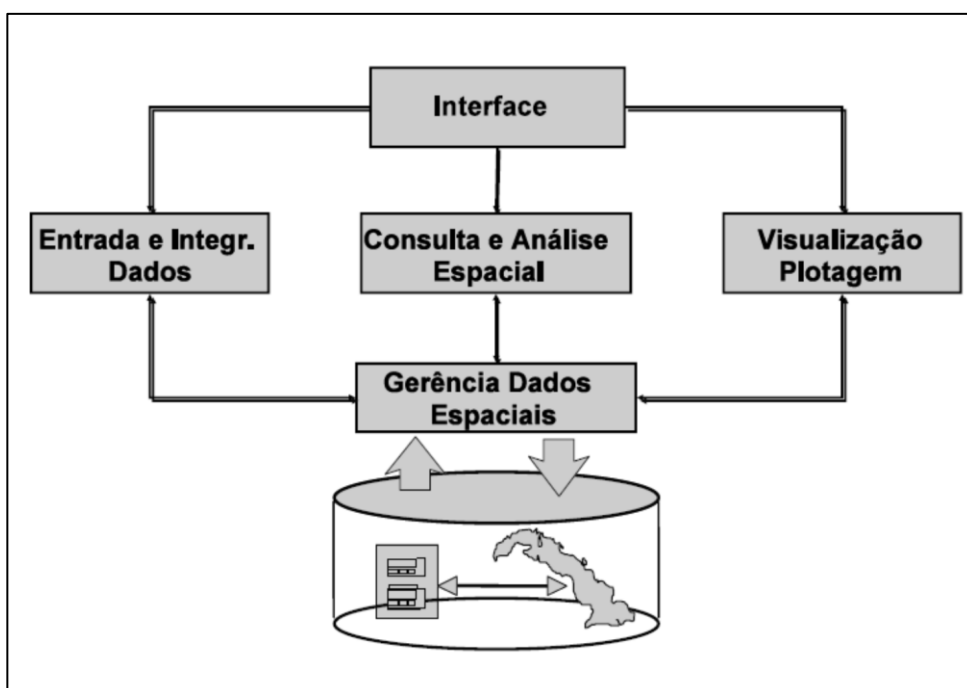 Interface
Entrada e Integr.
Dados
Consulta e Análise
Espacial
Visualização
Plotagem
Gerência Dados
Espaciais